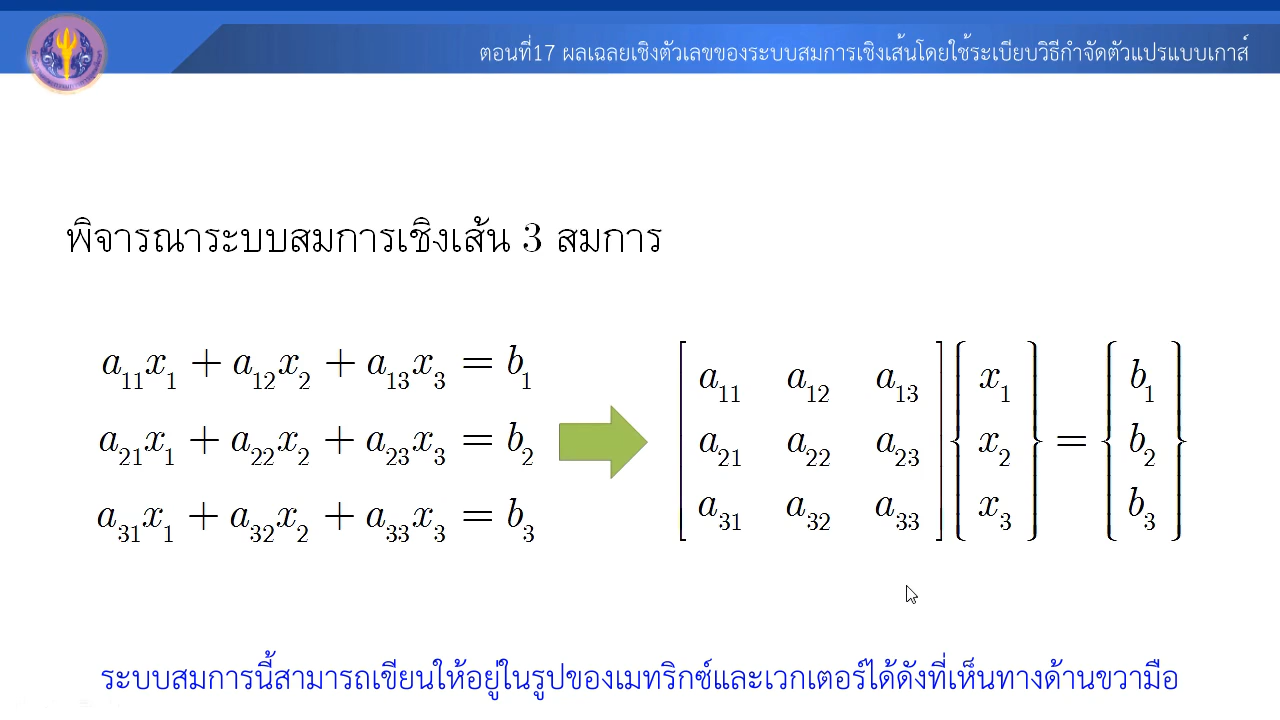 ตอนที่17 ผลเฉลยเชิงตัวเลขของระบบสมการเชิงเส้นโดยใช้ระเบียบวิธีกำจัดตัวแปรแบบเกาส์
พิจารณาระบบสมการเชิงเส้น 3 สมการ
a₁₁x₁ + a₁₂x₂ + a₁₃x₃ = b₁
a₂₁x₁ + a₂₂x₂ + a₂₃x₃ = b₂
a₃₁x₁ + a₃₂x₂ + a₃₃x₃ = b₃
a₁₁ a₁₂ a₁₃ x₁ b₁
a₂₁ a₂₂ a₂₃ x₂ = b₂
a₃₁ a₃₂ a₃₃ x₃ b₃
ระบบสมการนี้สามารถเขียนให้อยู่ในรูปของเมทริกซ์และเวกเตอร์ได้ดังที่เห็นทางด้านขวามือ